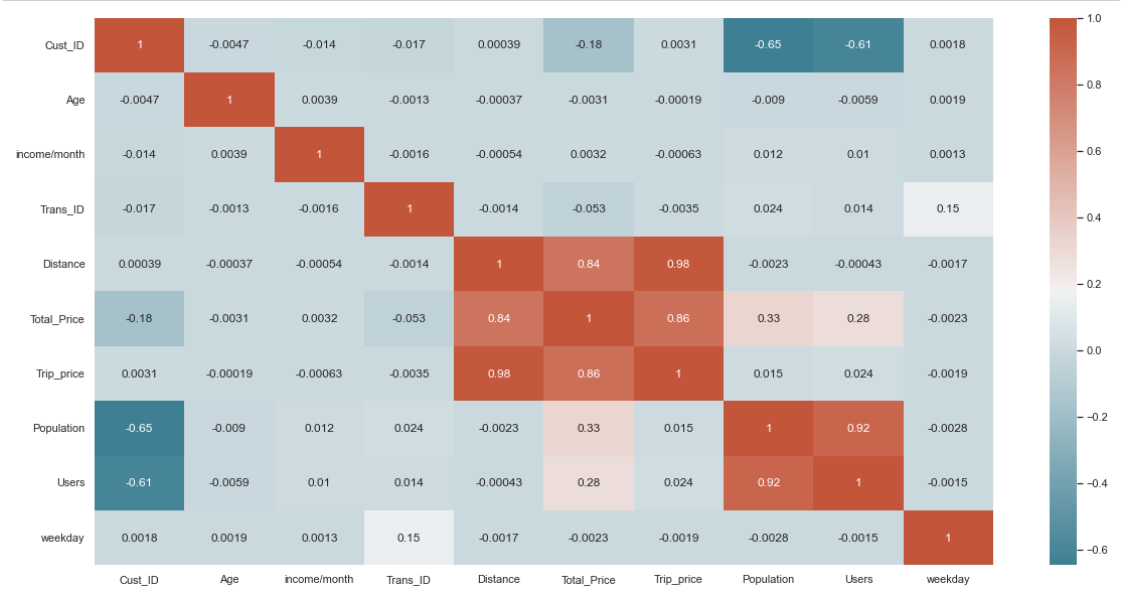 Cust_ID 1 -0.0047 -0.014 -0.017 0.00039 -0.18 0.0031 -0.65 -0.61 0.0018
Age -0.0047 1 0.0039 -0.0013 -0.00037 -0.0031 -0.00019 -0.009 -0.0059 0.0019
income/month -0.014 0.0039 1 -0.0016 -0.00054 0.0032 -0.00063 0.012 0.01 0.0013
Trans_ID -0.017 -0.0013 -0.0016 1 -0.0014 -0.053 -0.0035 0.024 0.014 0.15
Distance 0.00039 -0.00037 -0.00054 -0.0014 1 0.84 0.98 -0.0023 -0.00043 -0.0017
Total_Price -0.18 -0.0031 0.0032 -0.053 0.84 1 0.86 0.33 0.28 -0.0023
Trip_price 0.0031 -0.00019 -0.00063 -0.0035 0.98 0.86 1 0.015 0.024 -0.0019
Population -0.65 -0.009 0.012 0.024 -0.0023 0.33 0.015 1 0.92 -0.0028
Users -0.61 -0.0059 0.01 0.014 -0.00043 0.28 0.024 0.92 1 -0.0015
weekday 0.0018 0.0019 0.0013 0.15 -0.0017 -0.0023 -0.0019 -0.0028 -0.0015 1
Cust_ID Age income/month Trans_ID Distance Total_Price Trip_price Population Users weekday
1.0
0.8
0.6
0.4
0.2
0.0
-0.2
-0.4
-0.6